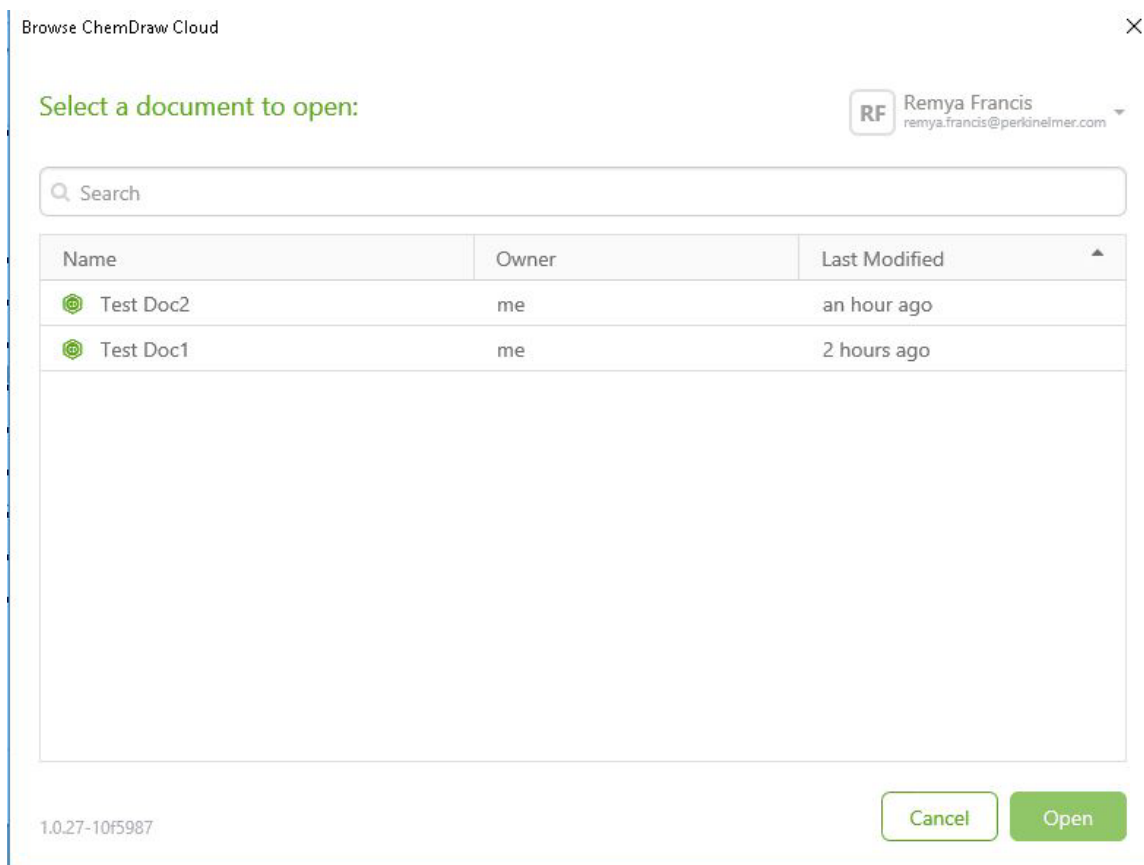 Browse ChemDraw Cloud
Select a document to open:
RF
Remya Francis
remya.francis@perkinelmer.com
Search
Name Owner Last Modified
Test Doc2 me an hour ago
Test Doc1 me 2 hours ago
1.0.27-10f5987
Cancel Open